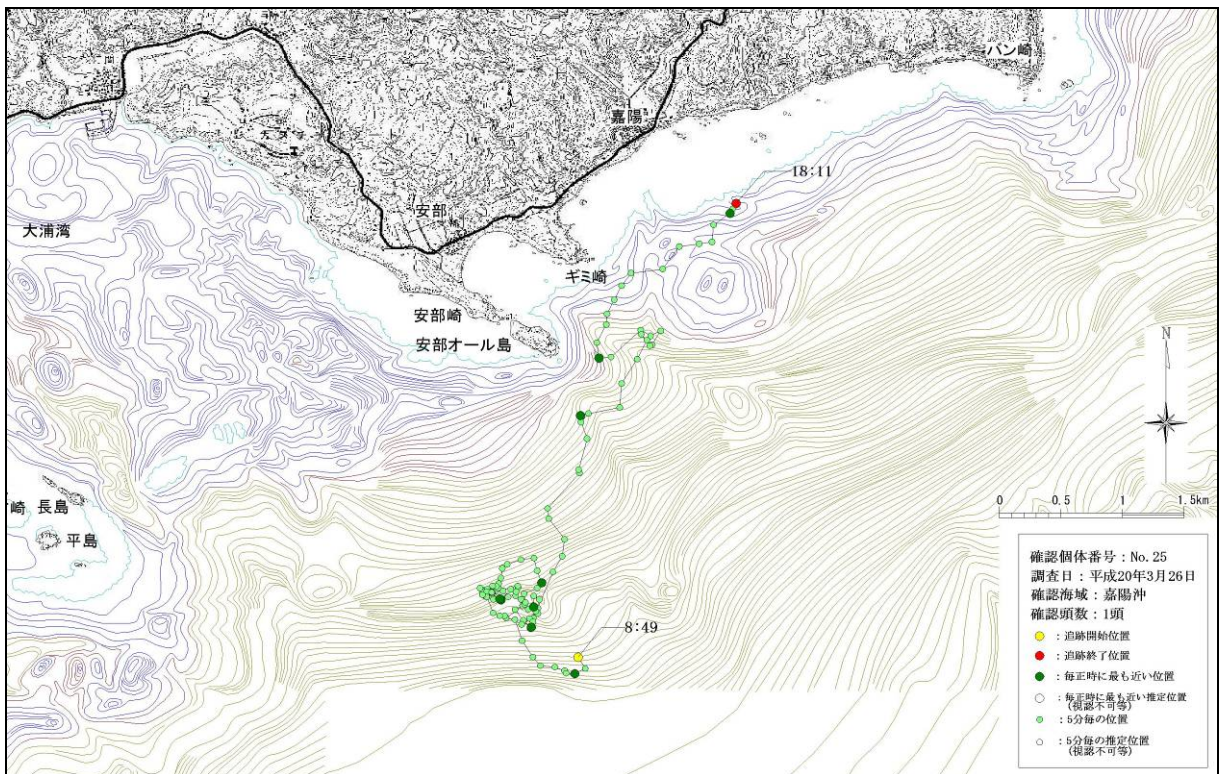 バン崎
嘉陽
18:11
安部
大浦湾
ギミ崎
安部崎
安部オール島
N
長島
崎
平島
0 0.5 1 1.5km
8:49
確認個体番号：No.25
調査日：平成20年3月26日
確認海域：嘉陽沖
確認頭数：1頭
：追跡開始位置
：追跡終了位置
：毎正時に最も近い位置
：毎正時に最も近い推定位置
(視認不可等)
：5分毎の位置
：5分毎の推定位置
(視認不可等)